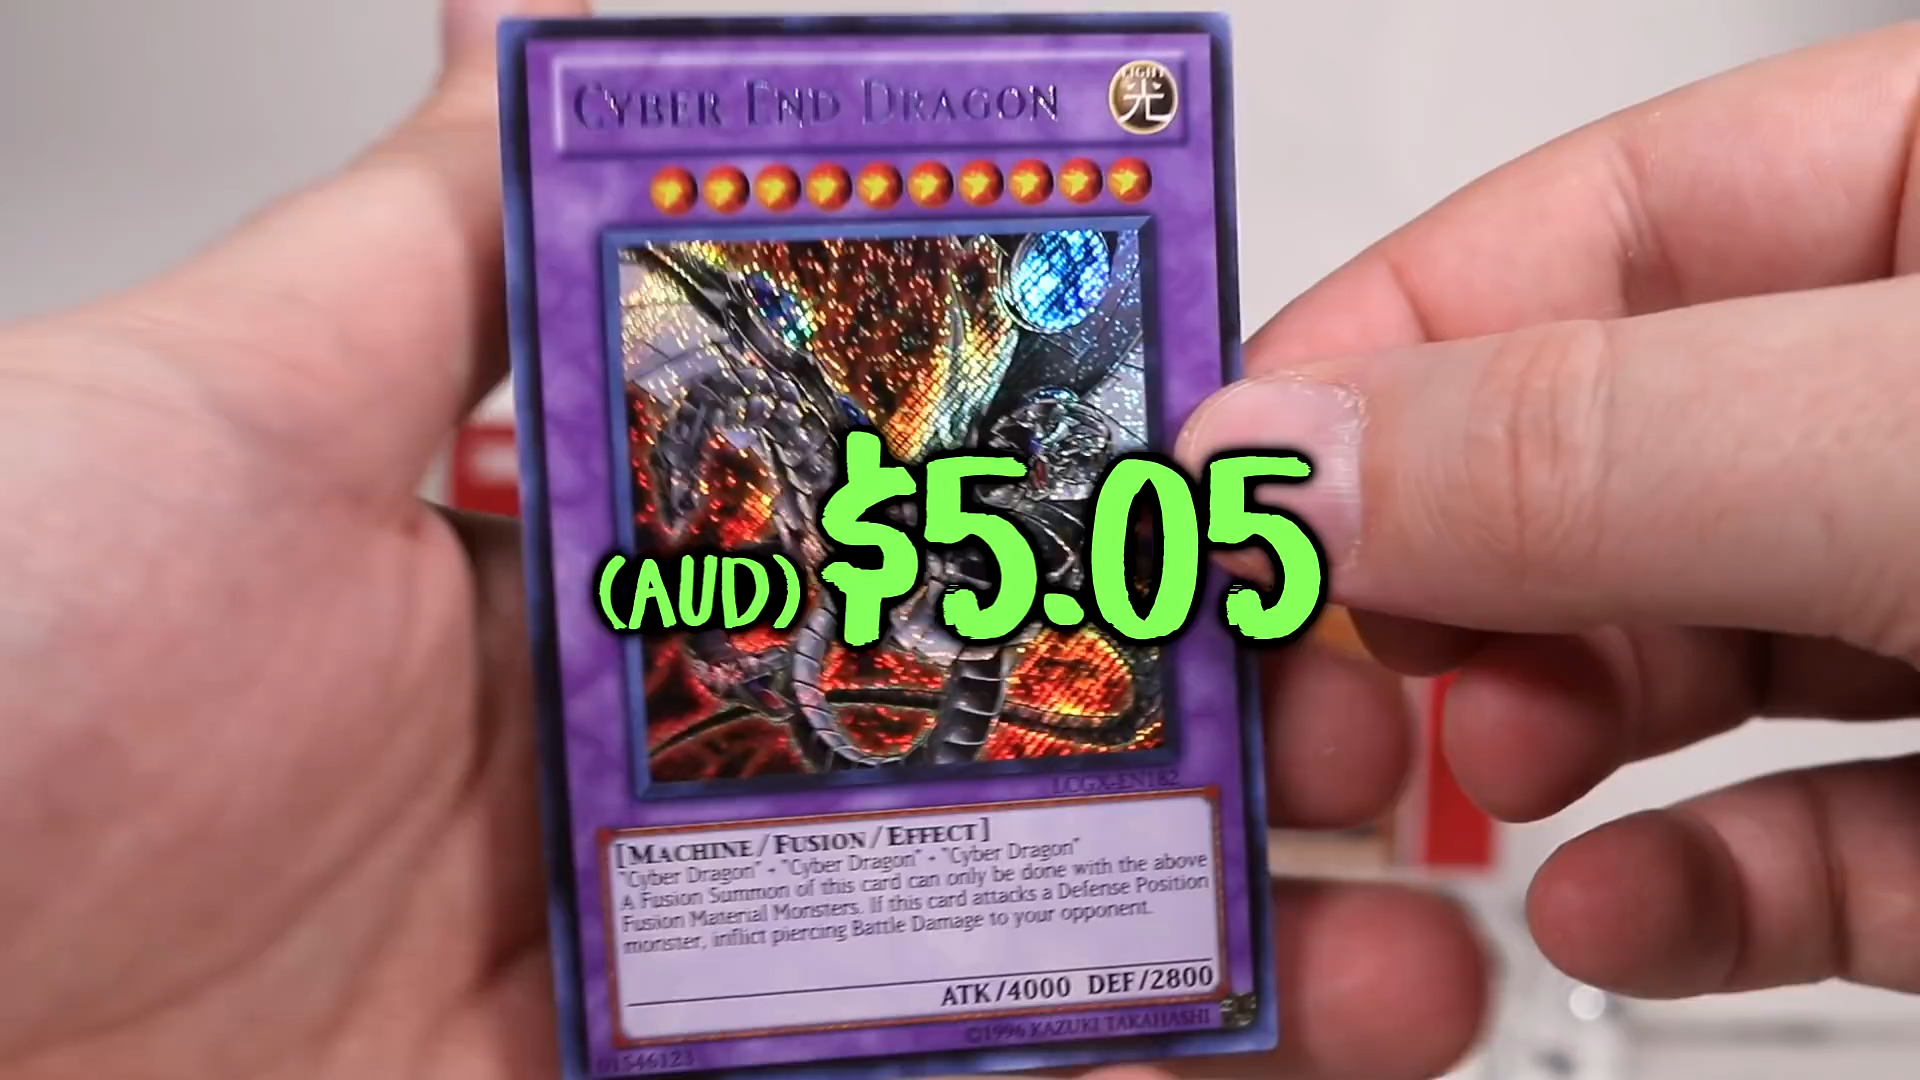 CYBER END DRAGON
LIGHT
光
(AUD) $5.05
LCGX-EN182
[MACHINE/FUSION/EFFECT]
"Cyber Dragon" + "Cyber Dragon" + "Cyber Dragon"
A Fusion Summon of this card can only be done with the above
Fusion Material Monsters. If this card attacks a Defense Position
monster, inflict piercing Battle Damage to your opponent.
ATK/4000 DEF/2800
01546123
©1996 KAZUKI TAKAHASHI